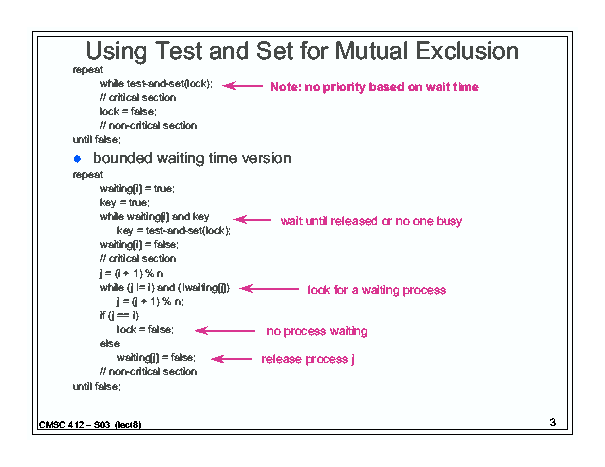 Using Test and Set for Mutual Exclusion
repeat
while test-and-set(lock);
Note: no priority based on wait time
// critical section
lock = false;
// non-critical section
until false;
bounded waiting time version
repeat
waiting[i] = true;
key = true;
while waiting[i] and key
wait until released or no one busy
key = test-and-set(lock);
waiting[i] = false;
// critical section
j = (i + 1) % n
while (j != i) and (!waiting[j])
look for a waiting process
j = (j + 1) % n;
if (j == i)
lock = false;
no process waiting
else
waiting[j] = false;
release process j
// non-critical section
until false;
CMSC 412 – S03 (lect8)
3